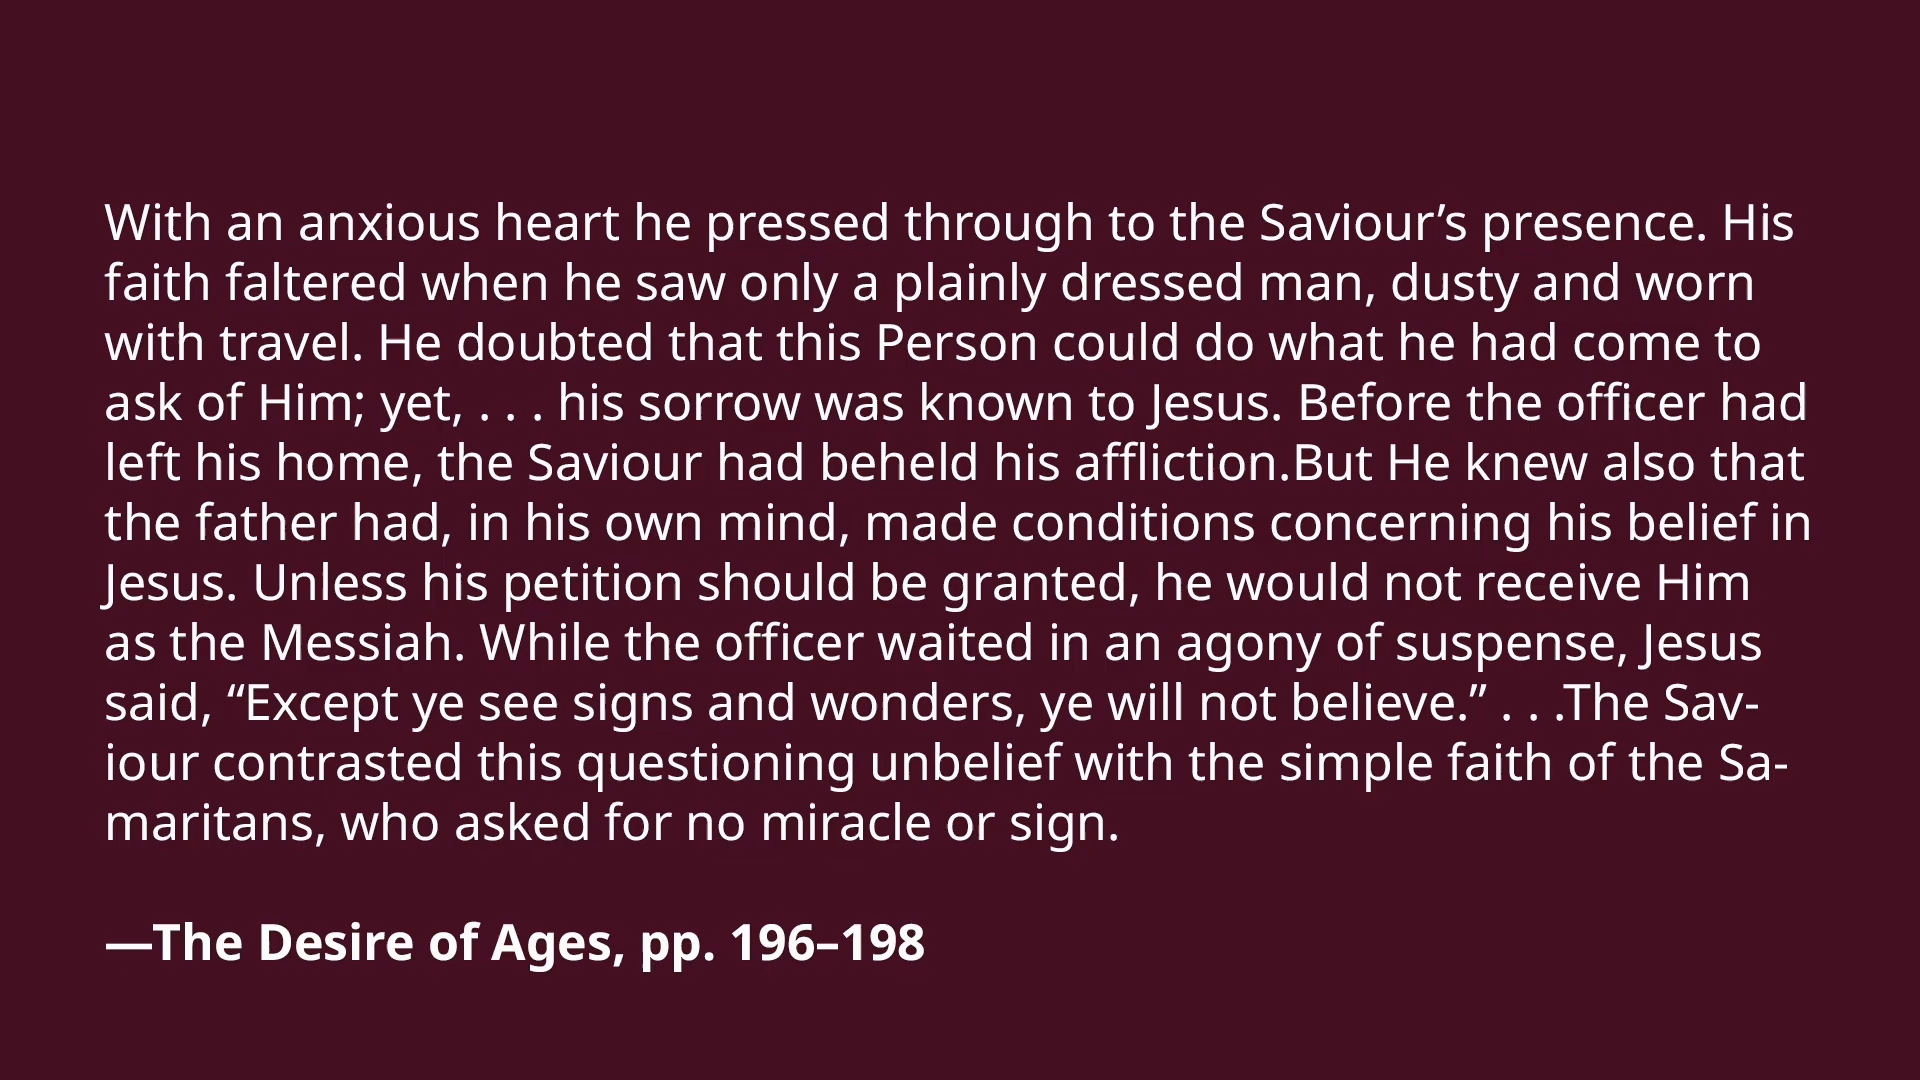 With an anxious heart he pressed through to the Saviour’s presence. His
faith faltered when he saw only a plainly dressed man, dusty and worn
with travel. He doubted that this Person could do what he had come to
ask of Him; yet, . . . his sorrow was known to Jesus. Before the officer had
left his home, the Saviour had beheld his affliction.But He knew also that
the father had, in his own mind, made conditions concerning his belief in
Jesus. Unless his petition should be granted, he would not receive Him
as the Messiah. While the officer waited in an agony of suspense, Jesus
said, “Except ye see signs and wonders, ye will not believe.” . . .The Sav-
iour contrasted this questioning unbelief with the simple faith of the Sa-
maritans, who asked for no miracle or sign.
—The Desire of Ages, pp. 196–198